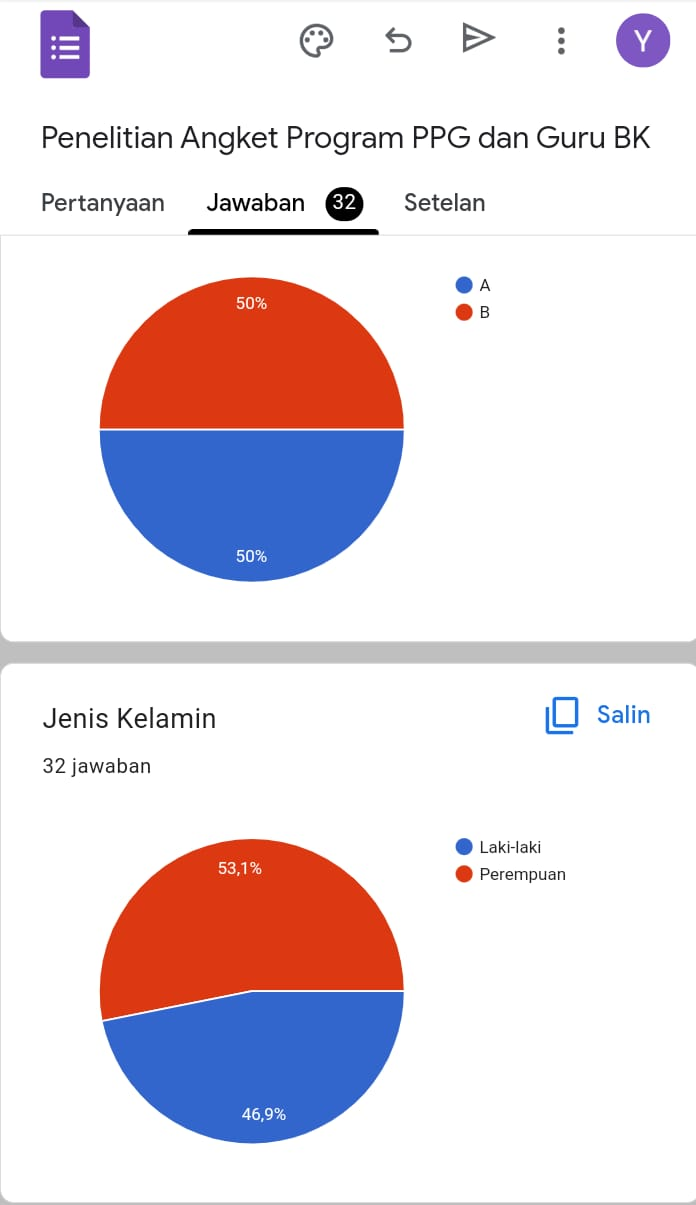 Y
Penelitian Angket Program PPG dan Guru BK
Pertanyaan Jawaban 32 Setelan
50%
A
B
50%
Jenis Kelamin
Salin
32 jawaban
53,1%
Laki-laki
Perempuan
46,9%